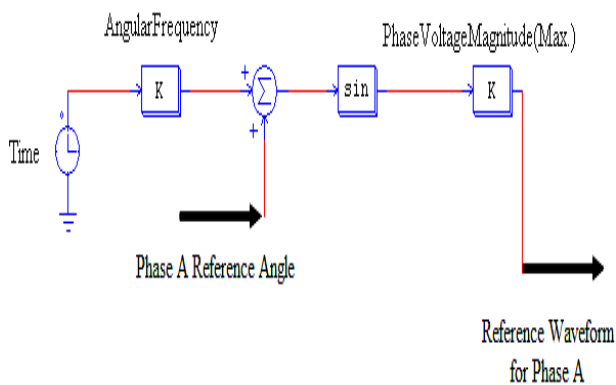 AngularFrequency
PhaseVoltageMagnitude(Max.)
K
+
Σ
+
sin
K
Time
Phase A Reference Angle
Reference Waveform
for Phase A